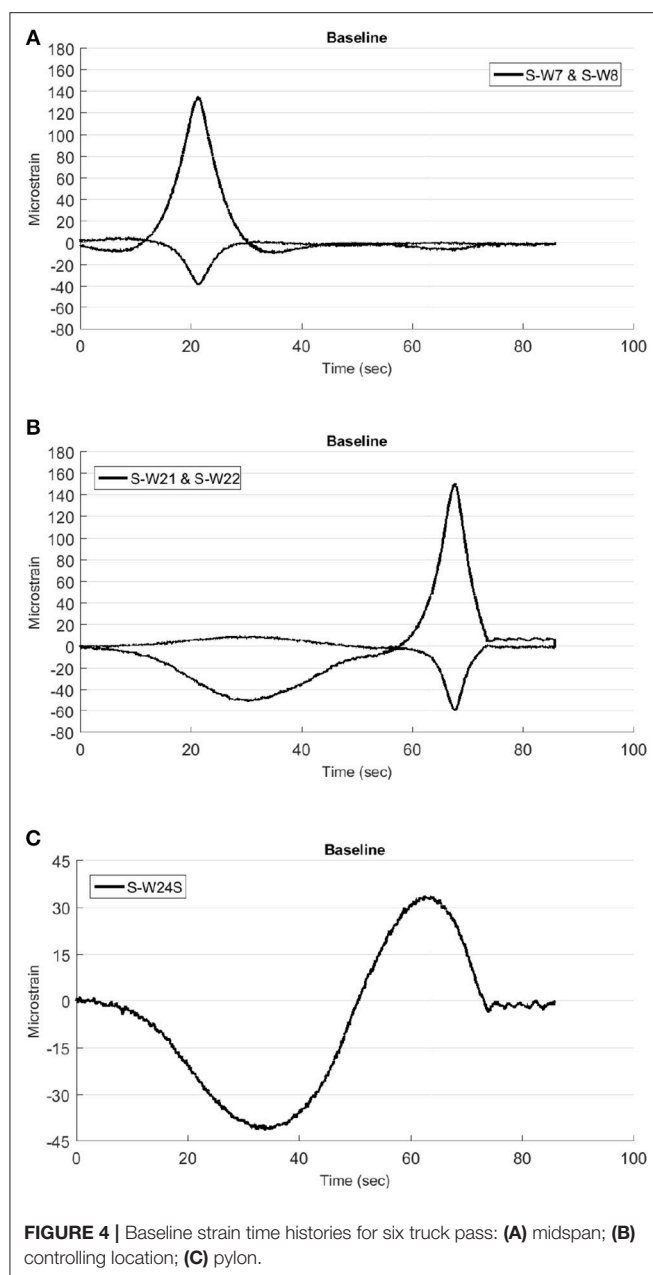 A
Baseline
S-W7 & S-W8
180
160
140
120
100
80
60
40
20
0
-20
-40
-60
-80
Microstrain
0 20 40 60 80 100
Time (sec)
B
Baseline
S-W21 & S-W22
180
160
140
120
100
80
60
40
20
0
-20
-40
-60
-80
Microstrain
0 20 40 60 80 100
Time (sec)
C
Baseline
S-W24S
45
30
15
0
-15
-30
-45
Microstrain
0 20 40 60 80 100
Time (sec)
FIGURE 4 | Baseline strain time histories for six truck pass: (A) midspan; (B)
controlling location; (C) pylon.